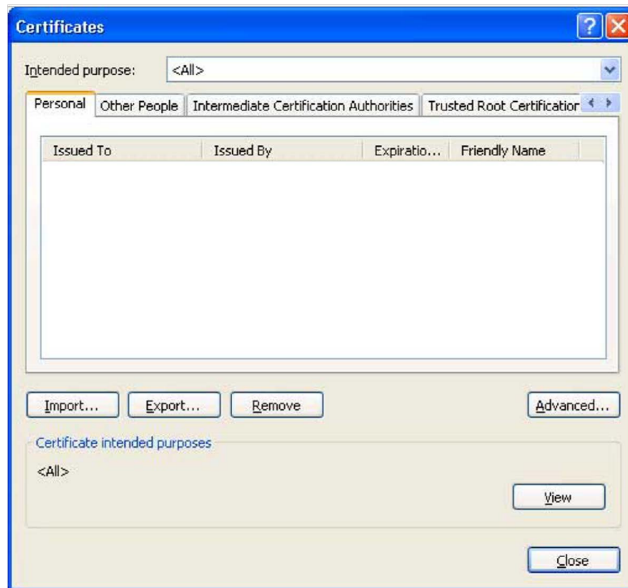 Certificates
Intended purpose: <All>
Personal Other People Intermediate Certification Authorities Trusted Root Certification
Issued To Issued By Expiratio... Friendly Name
Import... Export... Remove Advanced...
Certificate intended purposes
<All>
View
Close